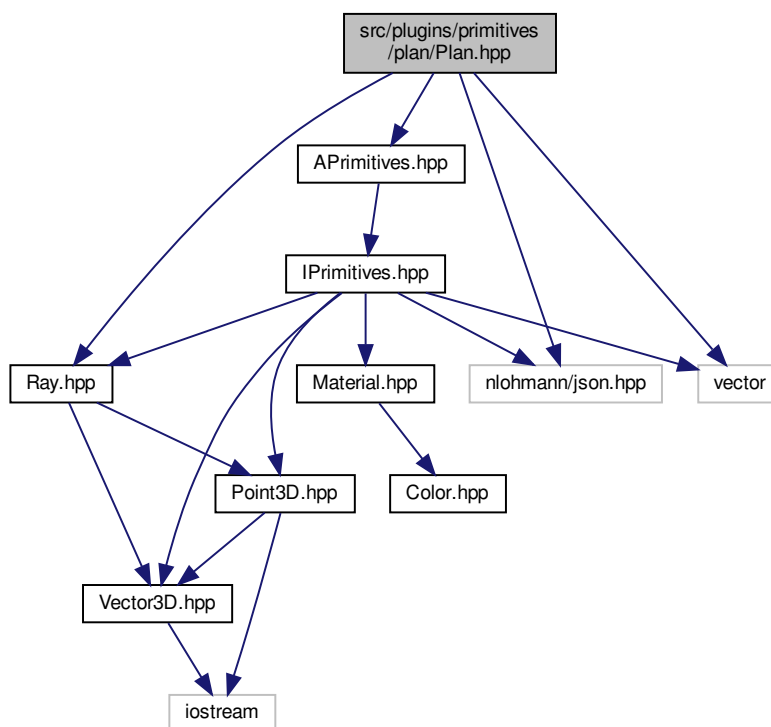 src/plugins/primitives
/plan/Plan.hpp
APrimitives.hpp
IPrimitives.hpp
Ray.hpp
Material.hpp
nlohmann/json.hpp
vector
Point3D.hpp
Color.hpp
Vector3D.hpp
iostream